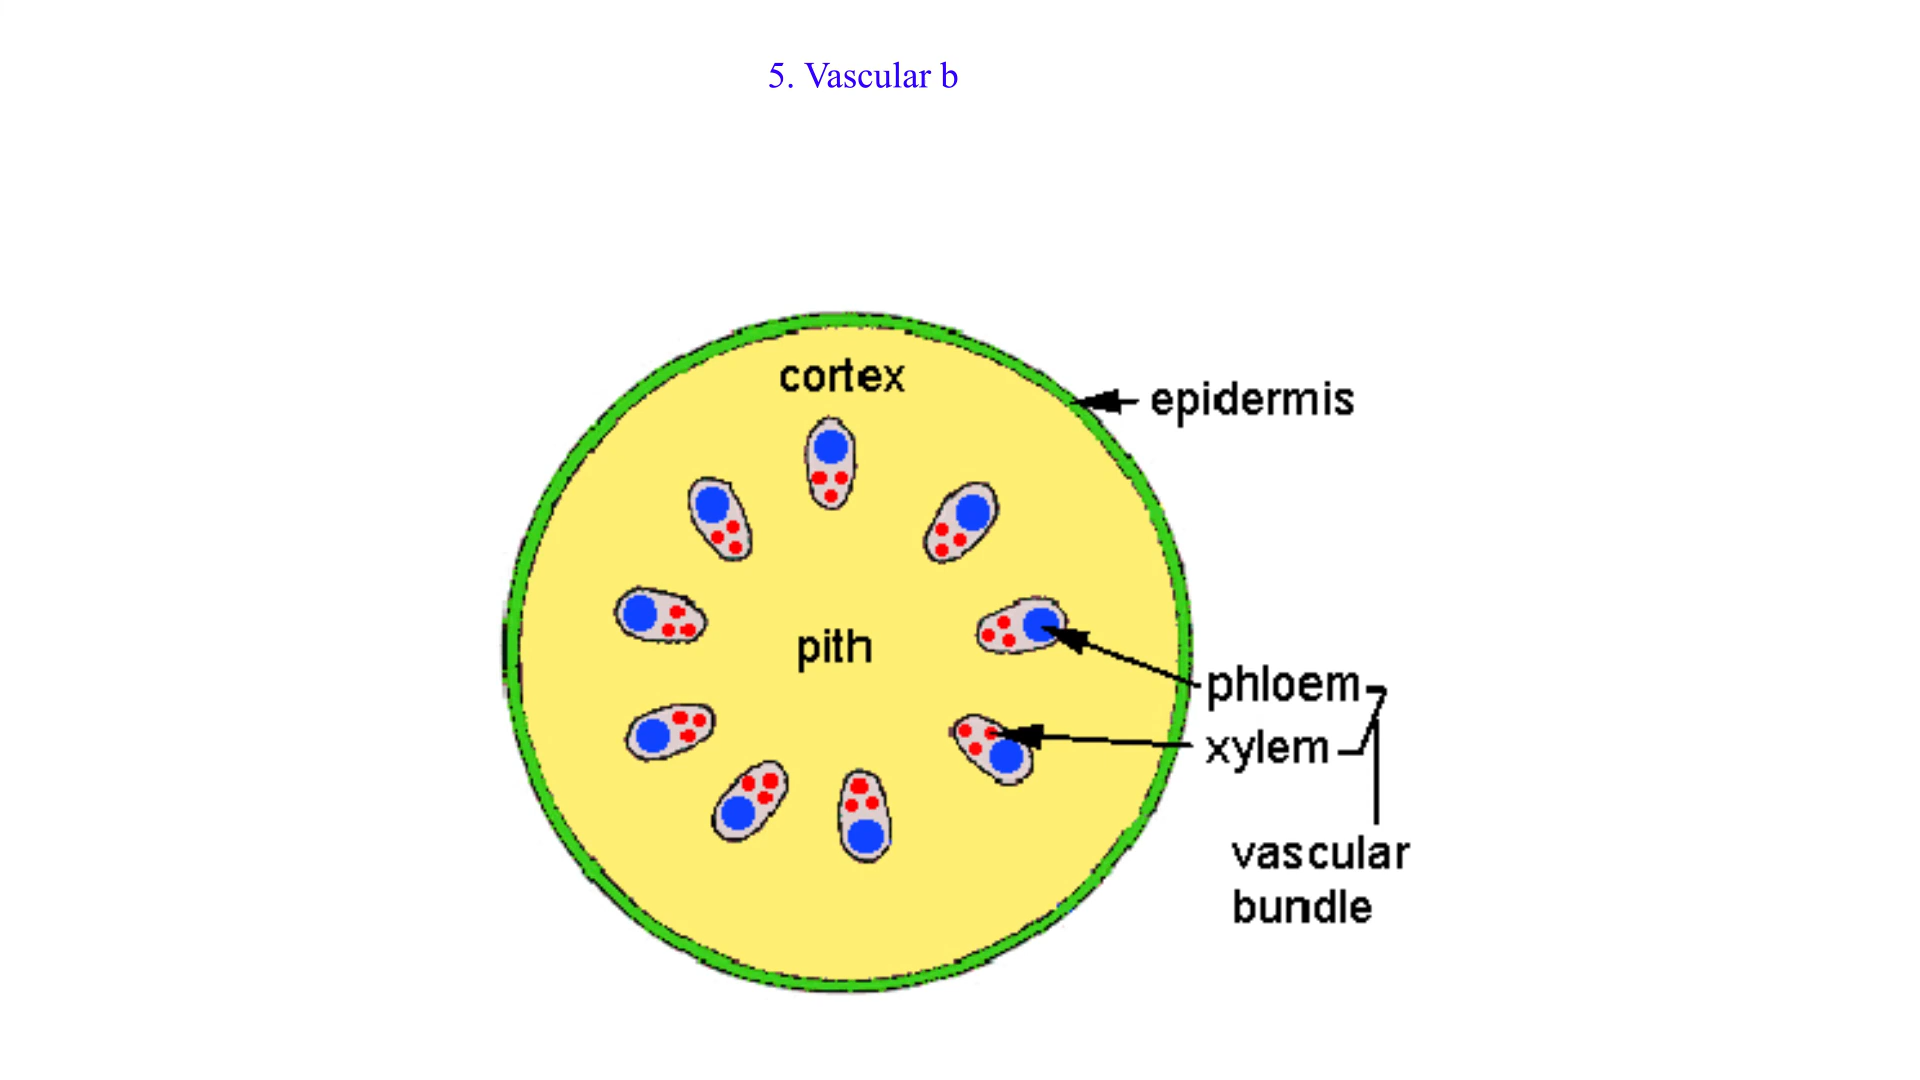 5. Vascular b
cortex
epidermis
pith
phloem
xylem
vascular
bundle